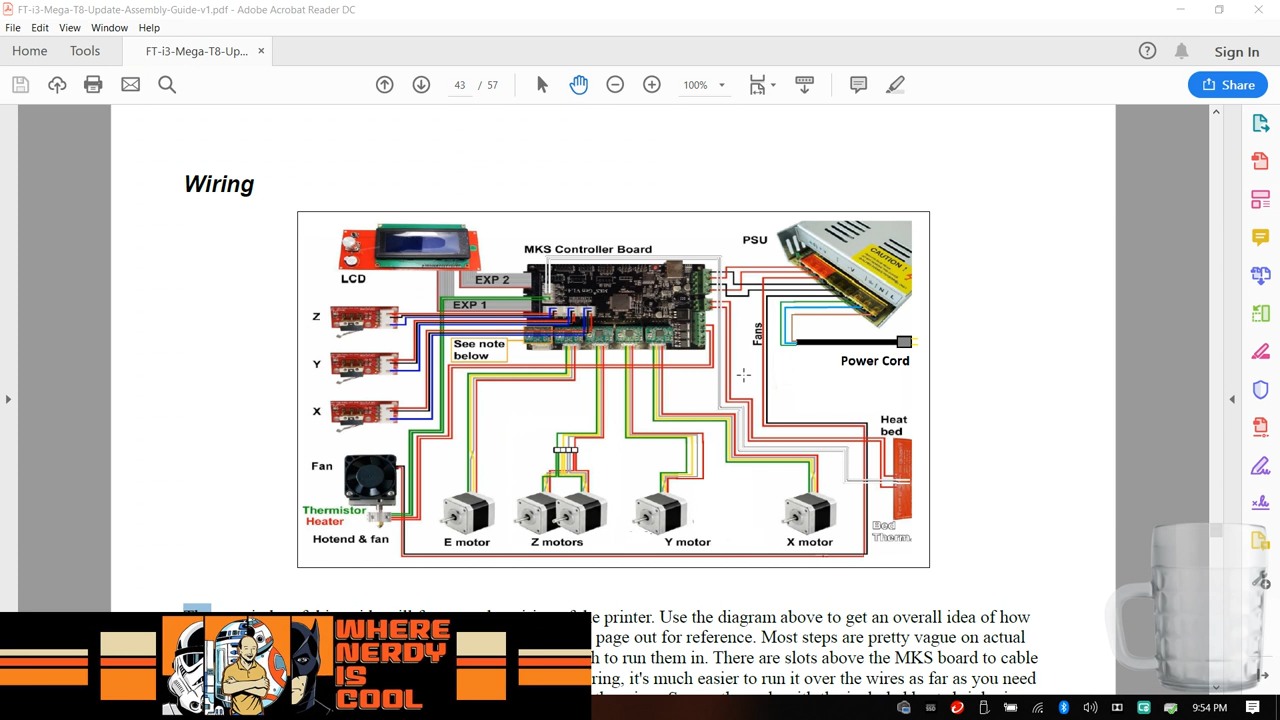 FT-i3-Mega-T8-Update-Assembly-Guide-v1.pdf - Adobe Acrobat Reader DC
File Edit View Window Help
Home Tools FT-i3-Mega-T8-Up... × Sign In
43 / 57 100% Share
Wiring
MKS Controller Board
PSU
CAUTION!
LCD
EXP 2
EXP 1
Z
Y
X
See note
below
Fans
Power Cord
Heat
bed
Fan
Thermistor
Heater
Hotend & fan
E motor
Z motors
Y motor
X motor
Bed
Therm.
of the printer. Use the diagram above to get an overall idea of how
page out for reference. Most steps are pretty vague on actual
h to run them in. There are slots above the MKS board to cable
ring, it's much easier to run it over the wires as far as you need
WHERE
NERDY
IS
COOL
9:54 PM